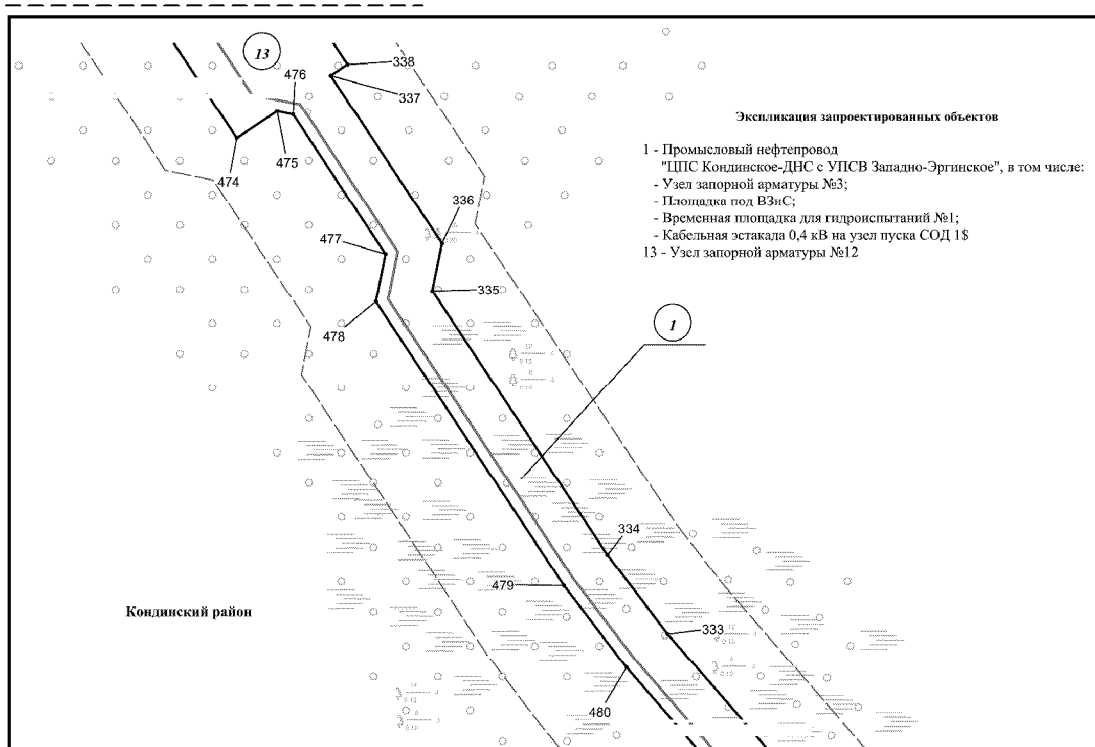 13
476
338
337
475
474
Экспликация запроектированных объектов
1 - Промысловый нефтепровод
"ЦПС Кондинское-ДНС с УПСВ Западно-Эргинское", в том числе:
- Узел запорной арматуры №3;
- Площадка под ВЗиС;
- Временная площадка для гидроиспытаний №1;
- Кабельная эстакада 0,4 кВ на узел пуска СОД 1$
13 - Узел запорной арматуры №12
336
477
335
478
1
334
479
Кондинский район
333
480